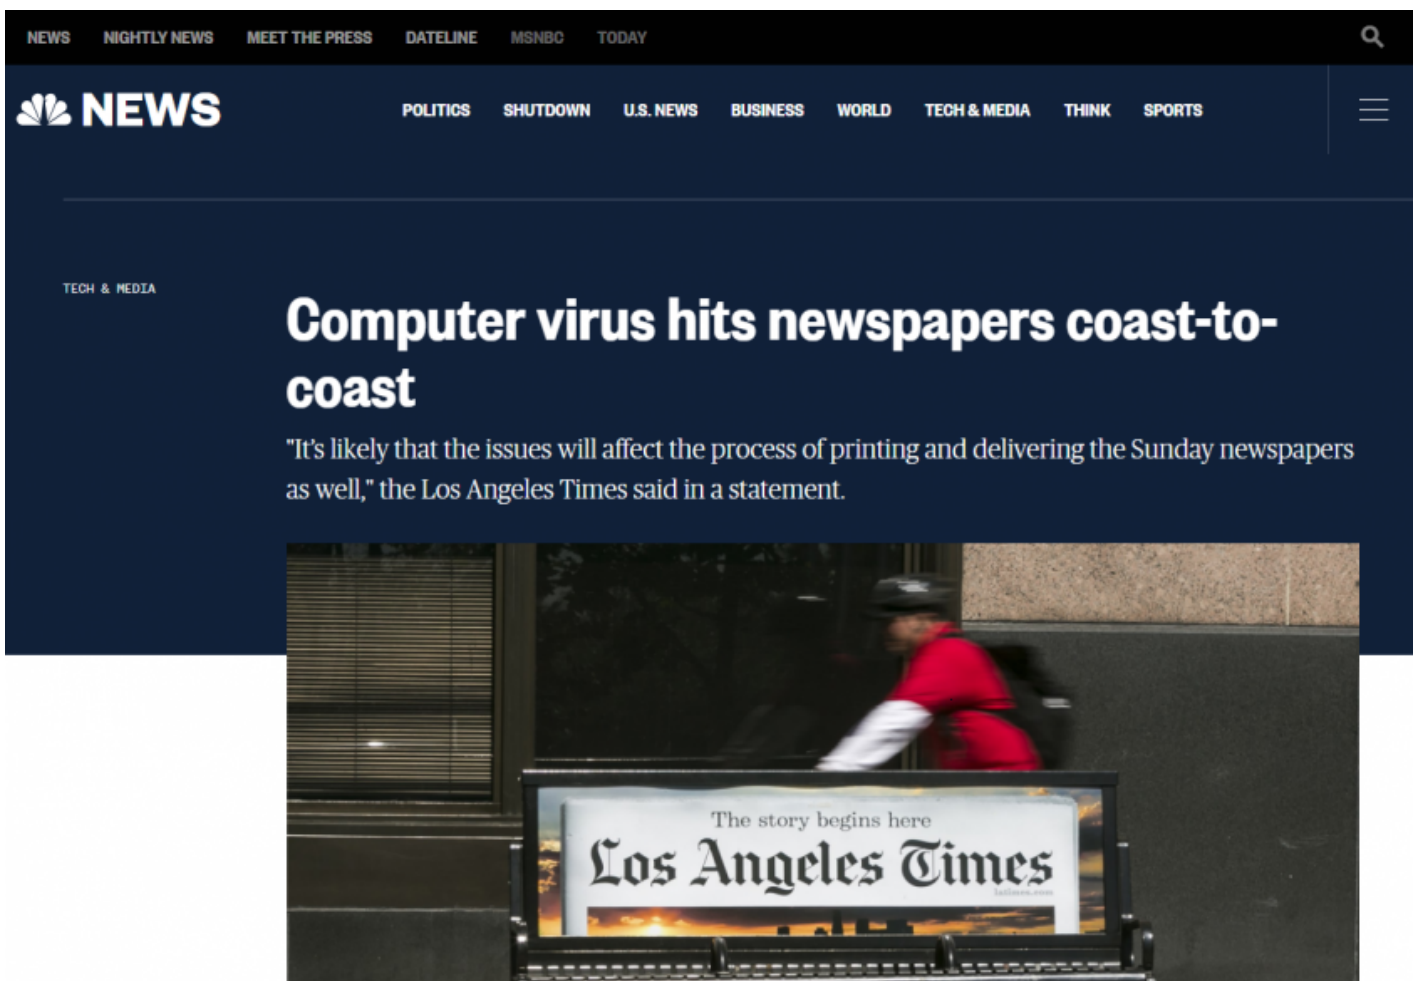 NEWS NIGHTLY NEWS MEET THE PRESS DATELINE MSNBC TODAY
NEWS POLITICS SHUTDOWN U.S. NEWS BUSINESS WORLD TECH & MEDIA THINK SPORTS
TECH & MEDIA
Computer virus hits newspapers coast-to-
coast
"It's likely that the issues will affect the process of printing and delivering the Sunday newspapers
as well," the Los Angeles Times said in a statement.
The story begins here
Los Angeles Times
latimes.com